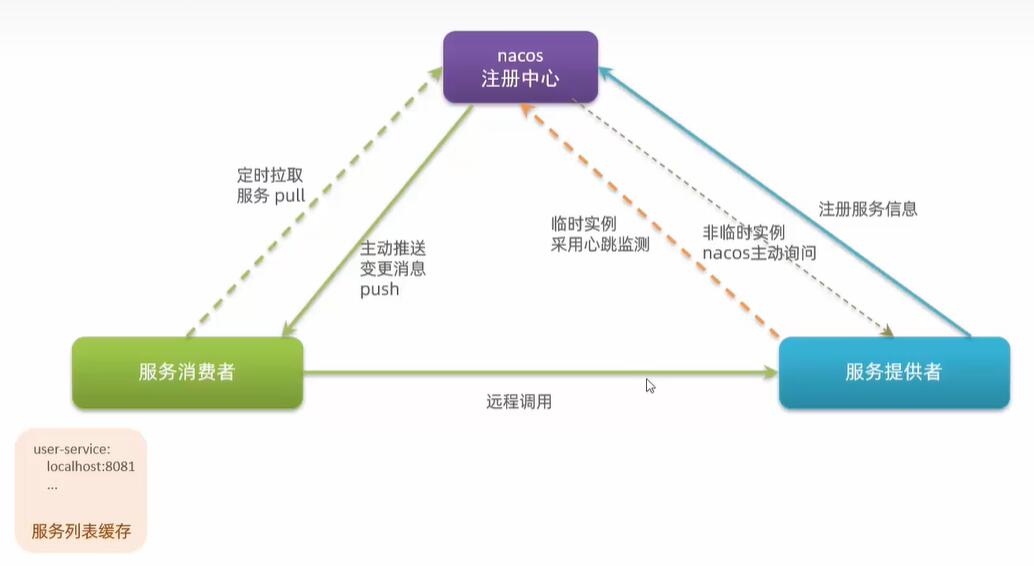 nacos
注册中心
定时拉取
服务 pull
主动推送
变更消息
push
临时实例
采用心跳监测
非临时实例
nacos主动询问
注册服务信息
服务消费者
远程调用
服务提供者
user-service:
localhost:8081
...
服务列表缓存